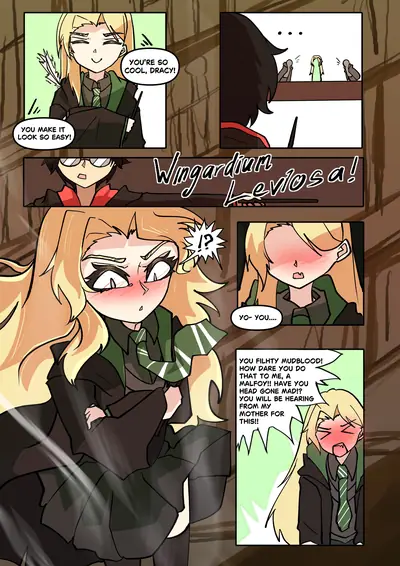 YOU'RE SO
COOL, DRACY!
...
YOU MAKE IT
LOOK SO EASY!
Wingardium
Leviosa!
!?
YO- YOU....
YOU FILHTY MUDBLOOD!
HOW DARE YOU DO
THAT TO ME, A
MALFOY!! HAVE YOU
HEAD GONE MAD!?
YOU WILL BE HEARING
FROM MY
MOTHER FOR
THIS!!